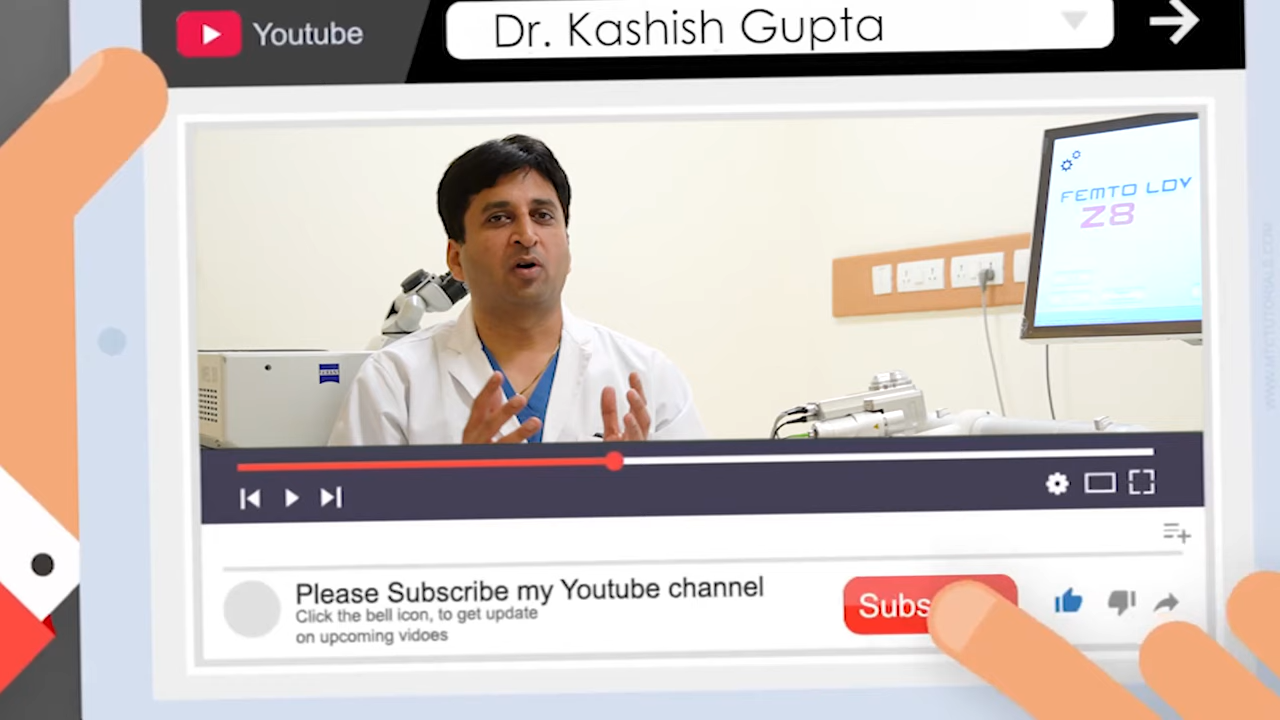 Youtube
Dr. Kashish Gupta
FEMTO LDV
Z8
Please Subscribe my Youtube channel
Click the bell icon, to get update
on upcoming vidoes
Subs